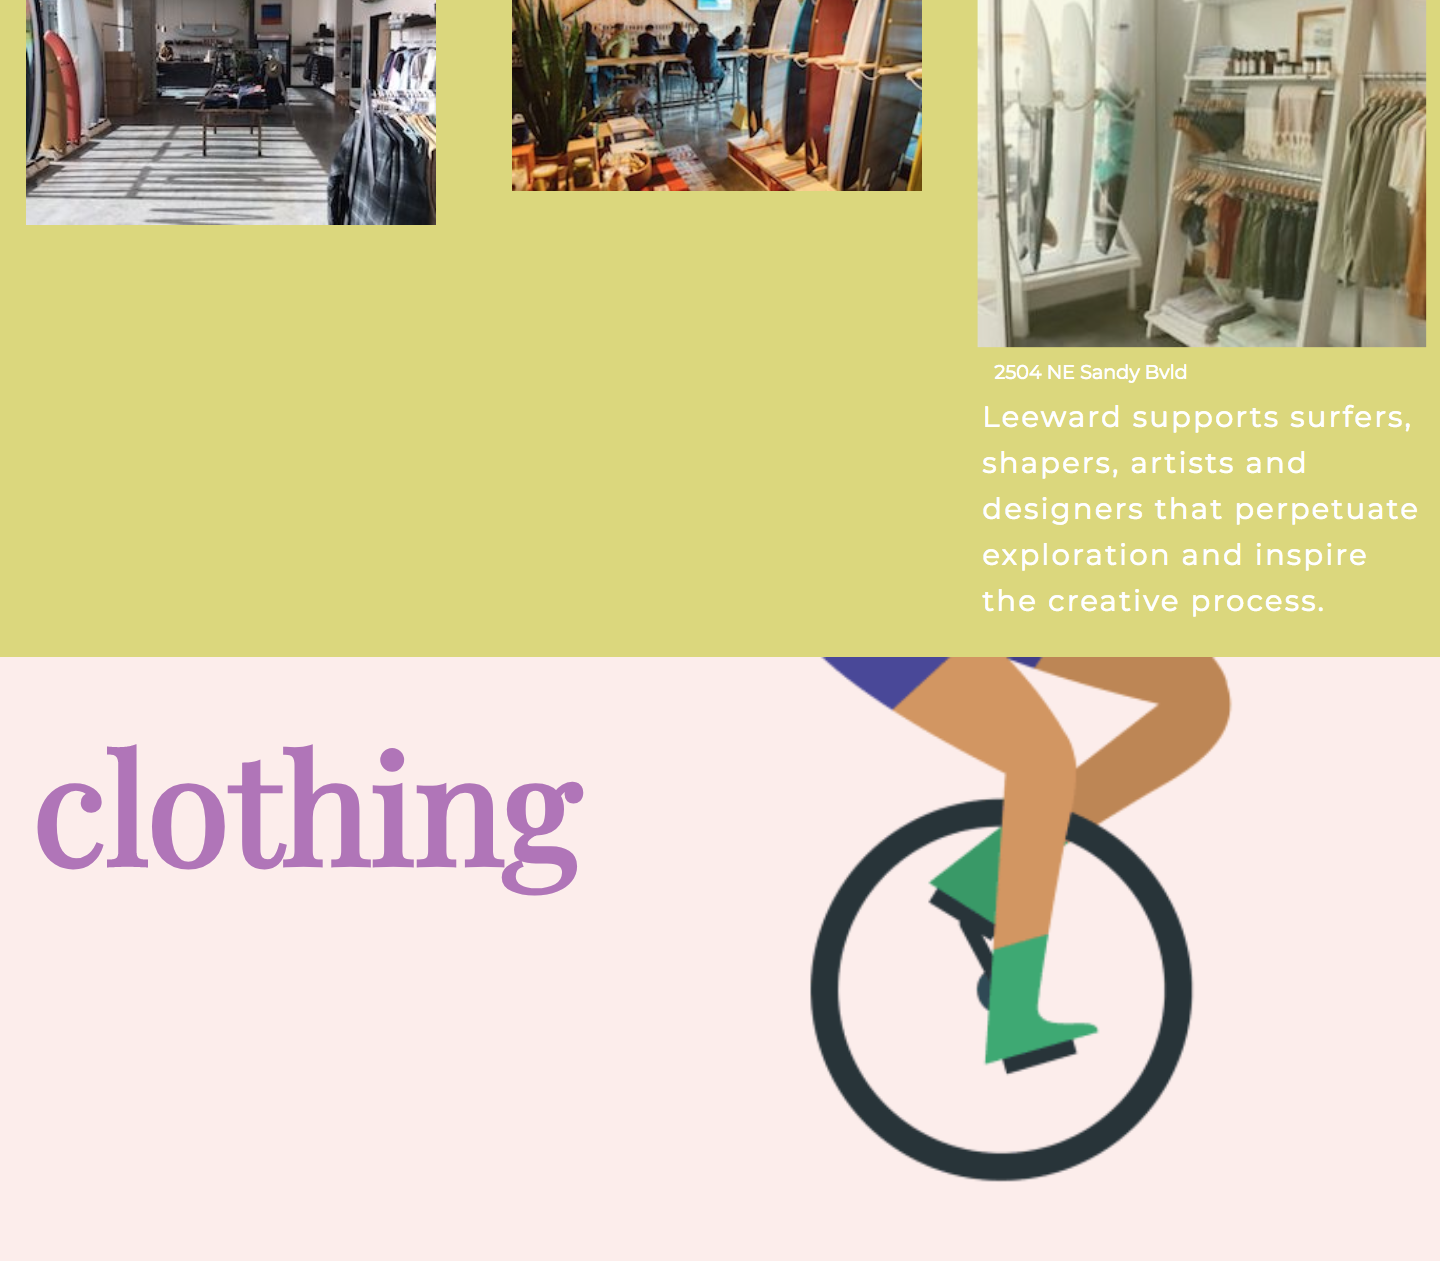 2504 NE Sandy Bvld
Leeward supports surfers,
shapers, artists and
designers that perpetuate
exploration and inspire
the creative process.
clothing